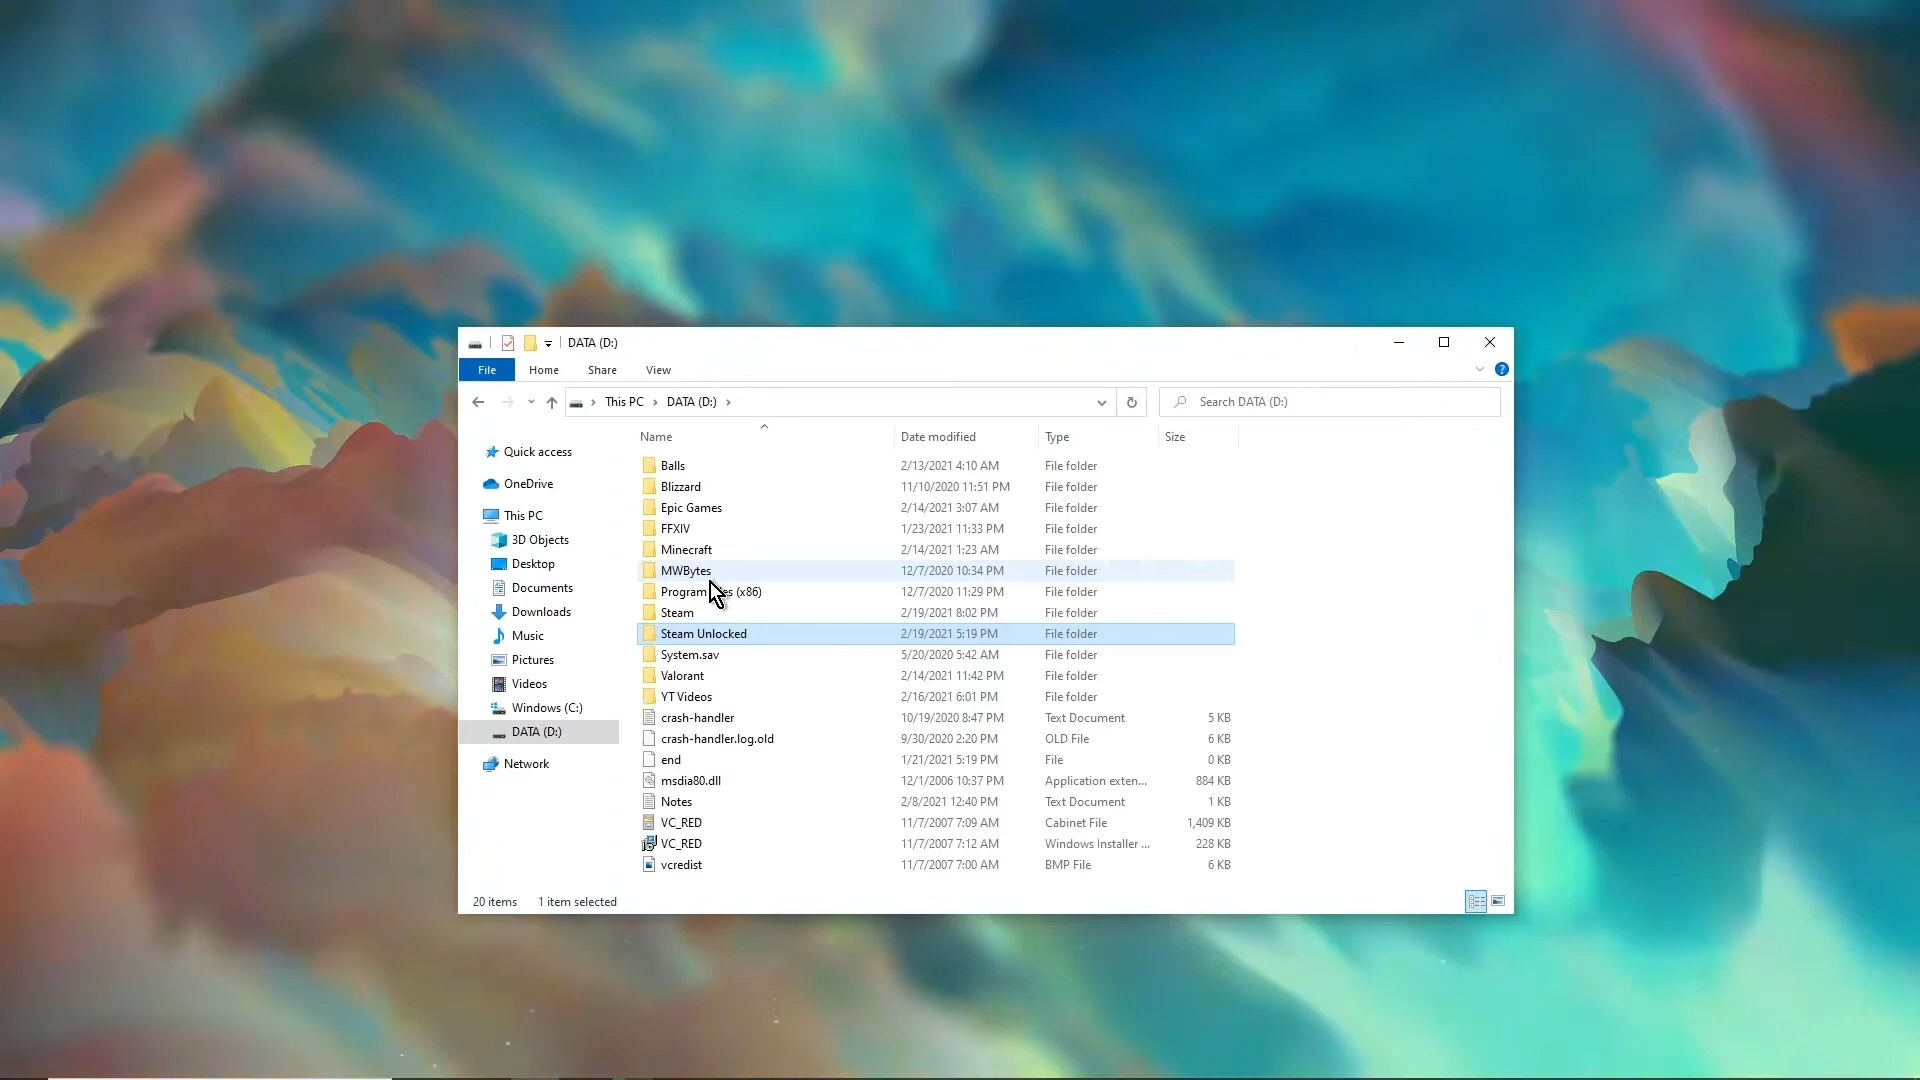 DATA (D:)
File Home Share View
This PC DATA (D:) Search DATA (D:)
Name Date modified Type Size
Quick access
OneDrive
This PC
3D Objects
Desktop
Documents
Downloads
Music
Pictures
Videos
Windows (C:)
DATA (D:)
Network
Balls 2/13/2021 4:10 AM File folder
Blizzard 11/10/2020 11:51 PM File folder
Epic Games 2/14/2021 3:07 AM File folder
FFXIV 1/23/2021 11:33 PM File folder
Minecraft 2/14/2021 1:23 AM File folder
MWBytes 12/7/2020 10:34 PM File folder
Program es (x86) 12/7/2020 11:29 PM File folder
Steam 2/19/2021 8:02 PM File folder
Steam Unlocked 2/19/2021 5:19 PM File folder
System.sav 5/20/2020 5:42 AM File folder
Valorant 2/14/2021 11:42 PM File folder
YT Videos 2/16/2021 6:01 PM File folder
crash-handler 10/19/2020 8:47 PM Text Document 5 KB
crash-handler.log.old 9/30/2020 2:20 PM OLD File 6 KB
end 1/21/2021 5:19 PM File 0 KB
msdia80.dll 12/1/2006 10:37 PM Application exten... 884 KB
Notes 2/8/2021 12:40 PM Text Document 1 KB
VC_RED 11/7/2007 7:09 AM Cabinet File 1,409 KB
VC_RED 11/7/2007 7:12 AM Windows Installer ... 228 KB
vcredist 11/7/2007 7:00 AM BMP File 6 KB
20 items 1 item selected